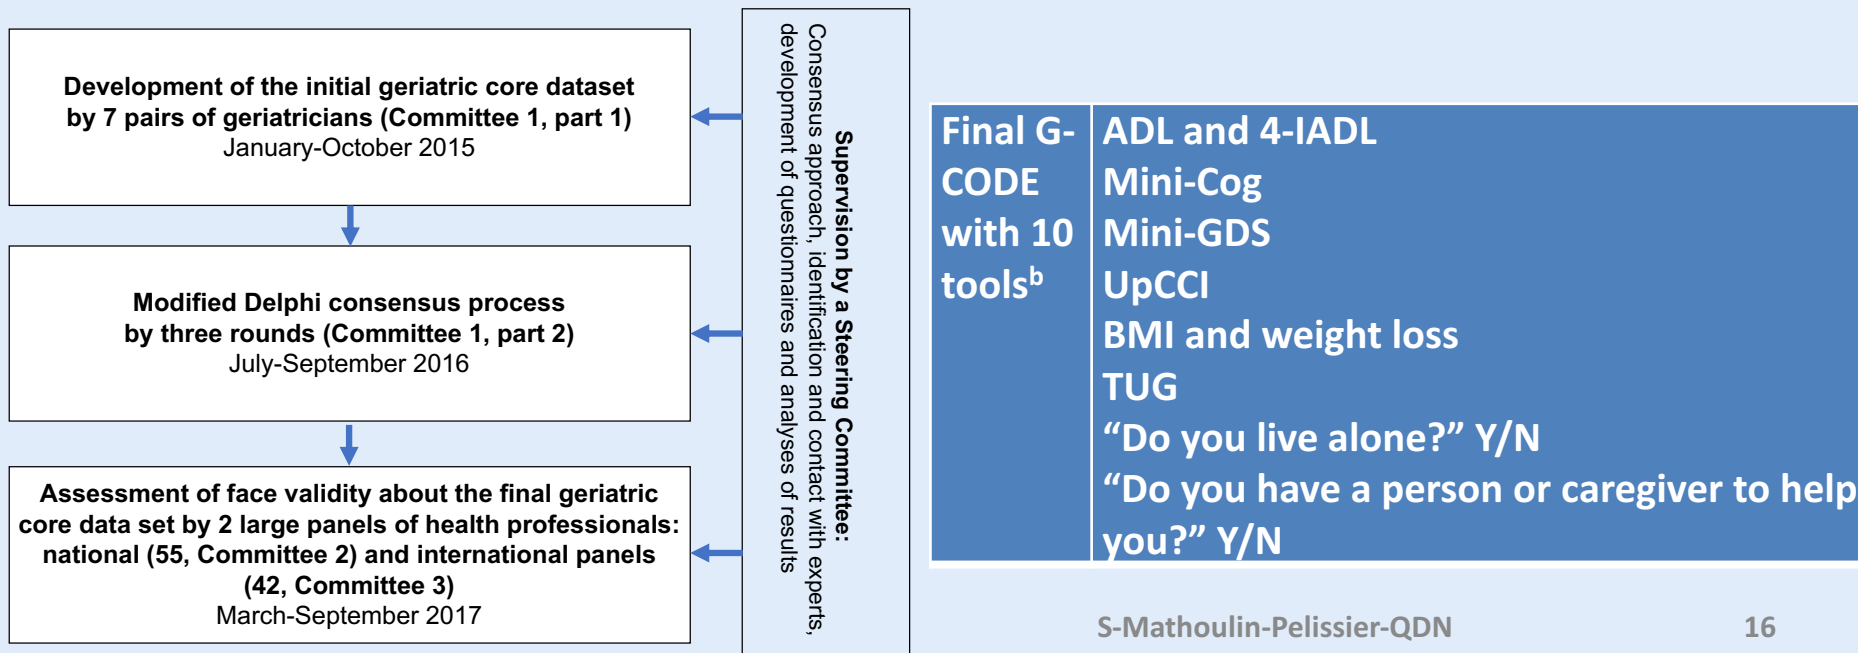 Development of the initial geriatric core dataset
by 7 pairs of geriatricians (Committee 1, part 1)
January-October 2015
Modified Delphi consensus process
by three rounds (Committee 1, part 2)
July-September 2016
Assessment of face validity about the final geriatric
core data set by 2 large panels of health professionals:
national (55, Committee 2) and international panels
(42, Committee 3)
March-September 2017
Supervision by a Steering Committee:
Consensus approach, identification and contact with experts,
development of questionnaires and analyses of results
Final G-
CODE
with 10
toolsᵇ
ADL and 4-IADL
Mini-Cog
Mini-GDS
UpCCI
BMI and weight loss
TUG
“Do you live alone?” Y/N
“Do you have a person or caregiver to help
you?” Y/N
S-Mathoulin-Pelissier-QDN
16